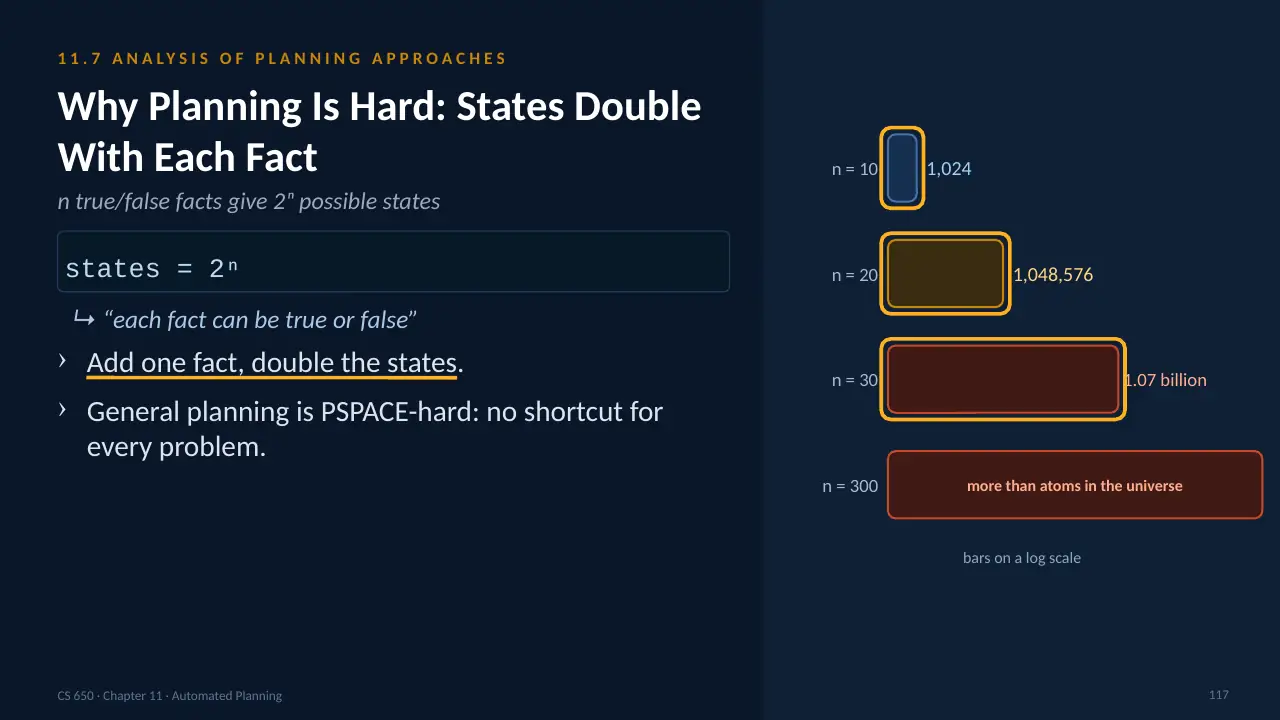 11.7 ANALYSIS OF PLANNING APPROACHES
Why Planning Is Hard: States Double
With Each Fact
n true/false facts give 2ⁿ possible states
states = 2ⁿ
↪ “each fact can be true or false”
› Add one fact, double the states.
› General planning is PSPACE-hard: no shortcut for
every problem.
n = 10 1,024
n = 20 1,048,576
n = 30 1.07 billion
n = 300 more than atoms in the universe
bars on a log scale
CS 650 · Chapter 11 · Automated Planning
117